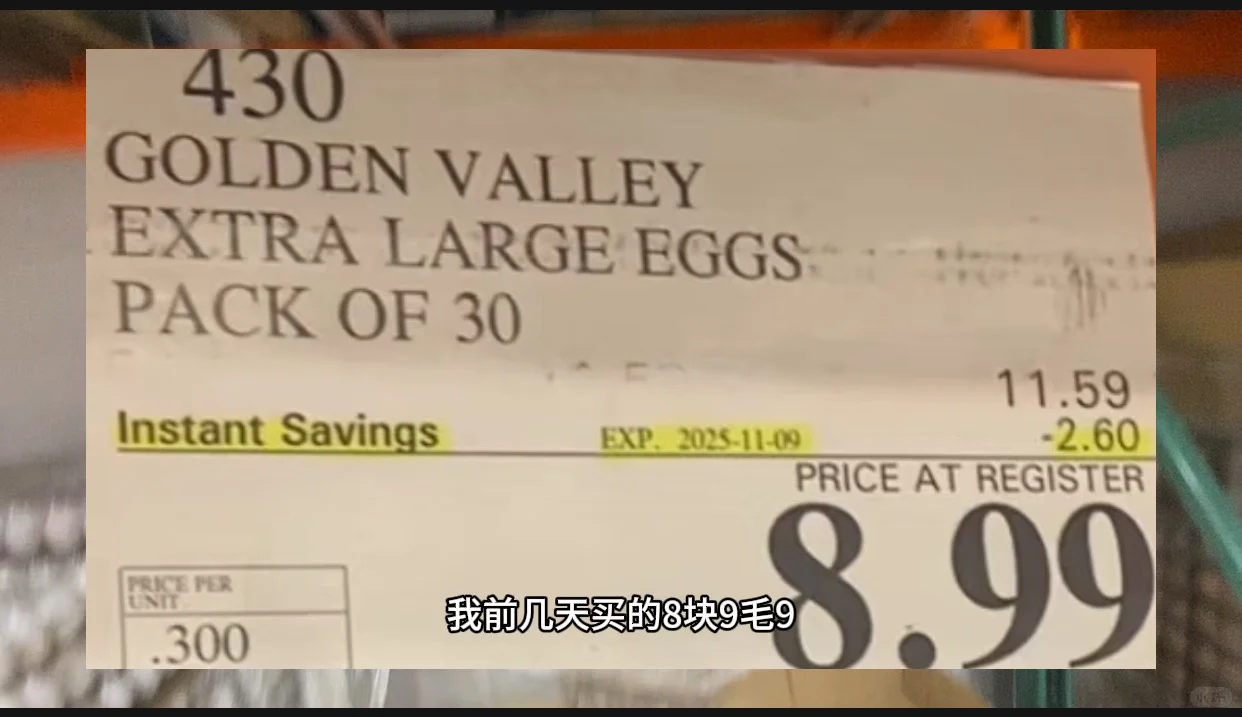 430
GOLDEN VALLEY
EXTRA LARGE EGGS
PACK OF 30
11.59
Instant Savings EXP. 2025-11-09 -2.60
PRICE AT REGISTER
8.99
PRICE PER
UNIT
.300
我前几天买的8块9毛9